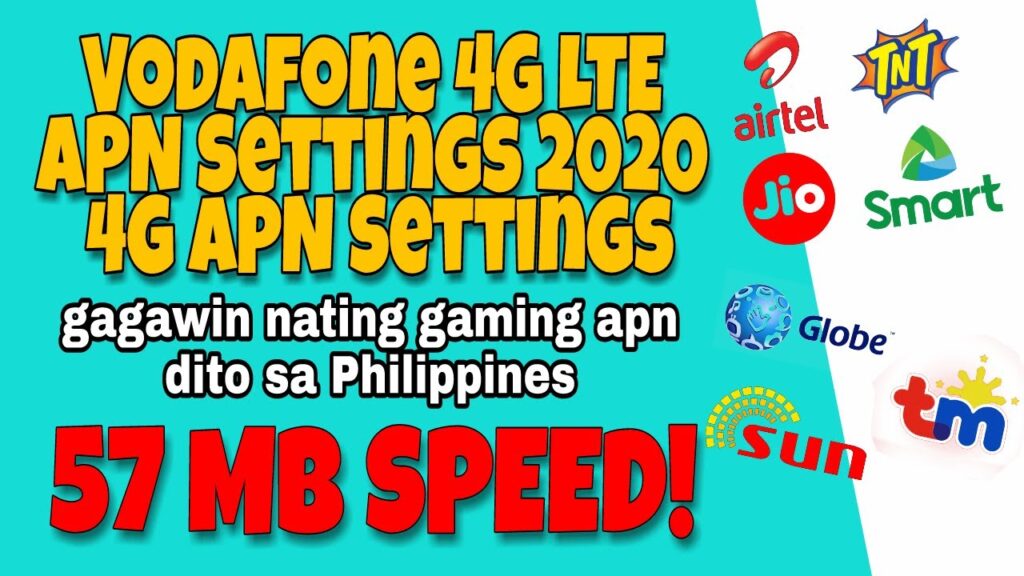 Vodafone 4G LTE
APN Settings 2020
4G APN Settings
gagawin nating gaming apn
dito sa Philippines
57 MB SPEED!
airtel
TNT
Jio
Smart
Globe
tm
sun